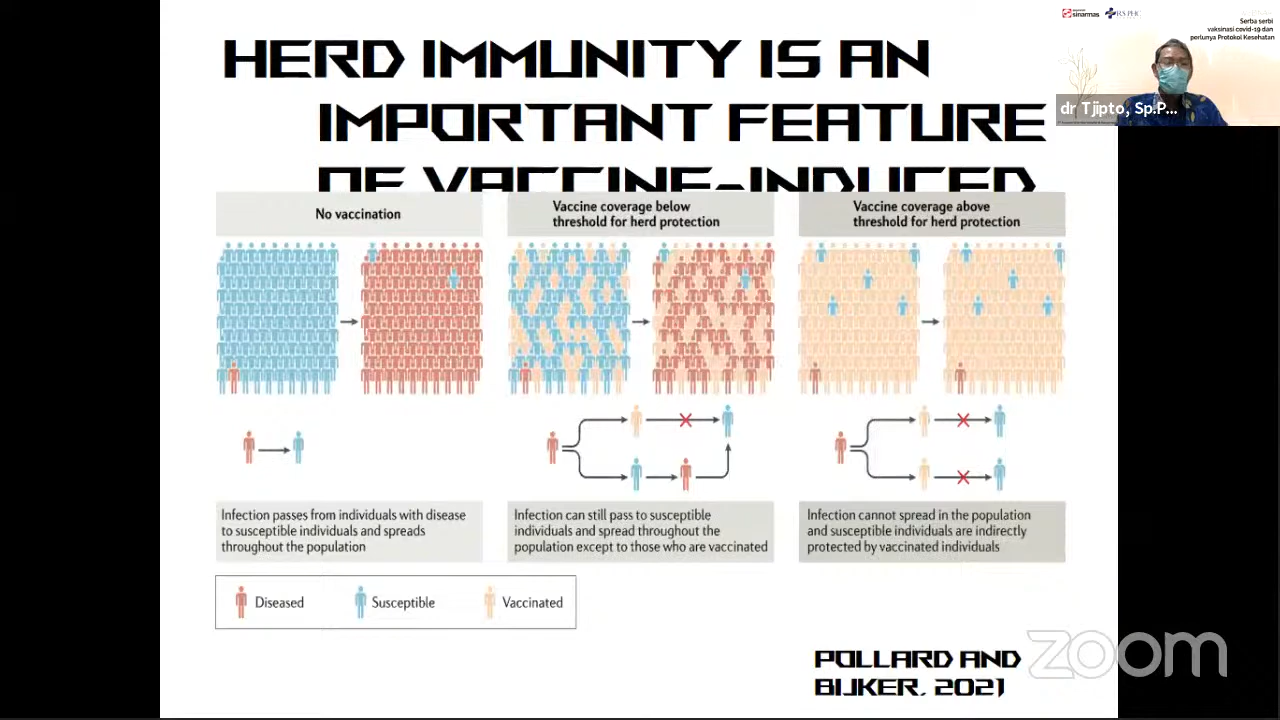 HERD IMMUNITY IS AN
IMPORTANT FEATURE
OF VACCINE-INDUCED
sinarmas
RS PHC
Serba serbi
vaksinasi covid-19 dan
perlunya Protokol Kesehatan
dr Tjipto, Sp.P...
No vaccination
Vaccine coverage below
threshold for herd protection
Vaccine coverage above
threshold for herd protection
Infection passes from individuals with disease
to susceptible individuals and spreads
throughout the population
Infection can still pass to susceptible
individuals and spread throughout the
population except to those who are vaccinated
Infection cannot spread in the population
and susceptible individuals are indirectly
protected by vaccinated individuals
Diseased
Susceptible
Vaccinated
POLLARD AND
BIJKER, 2021
zoom